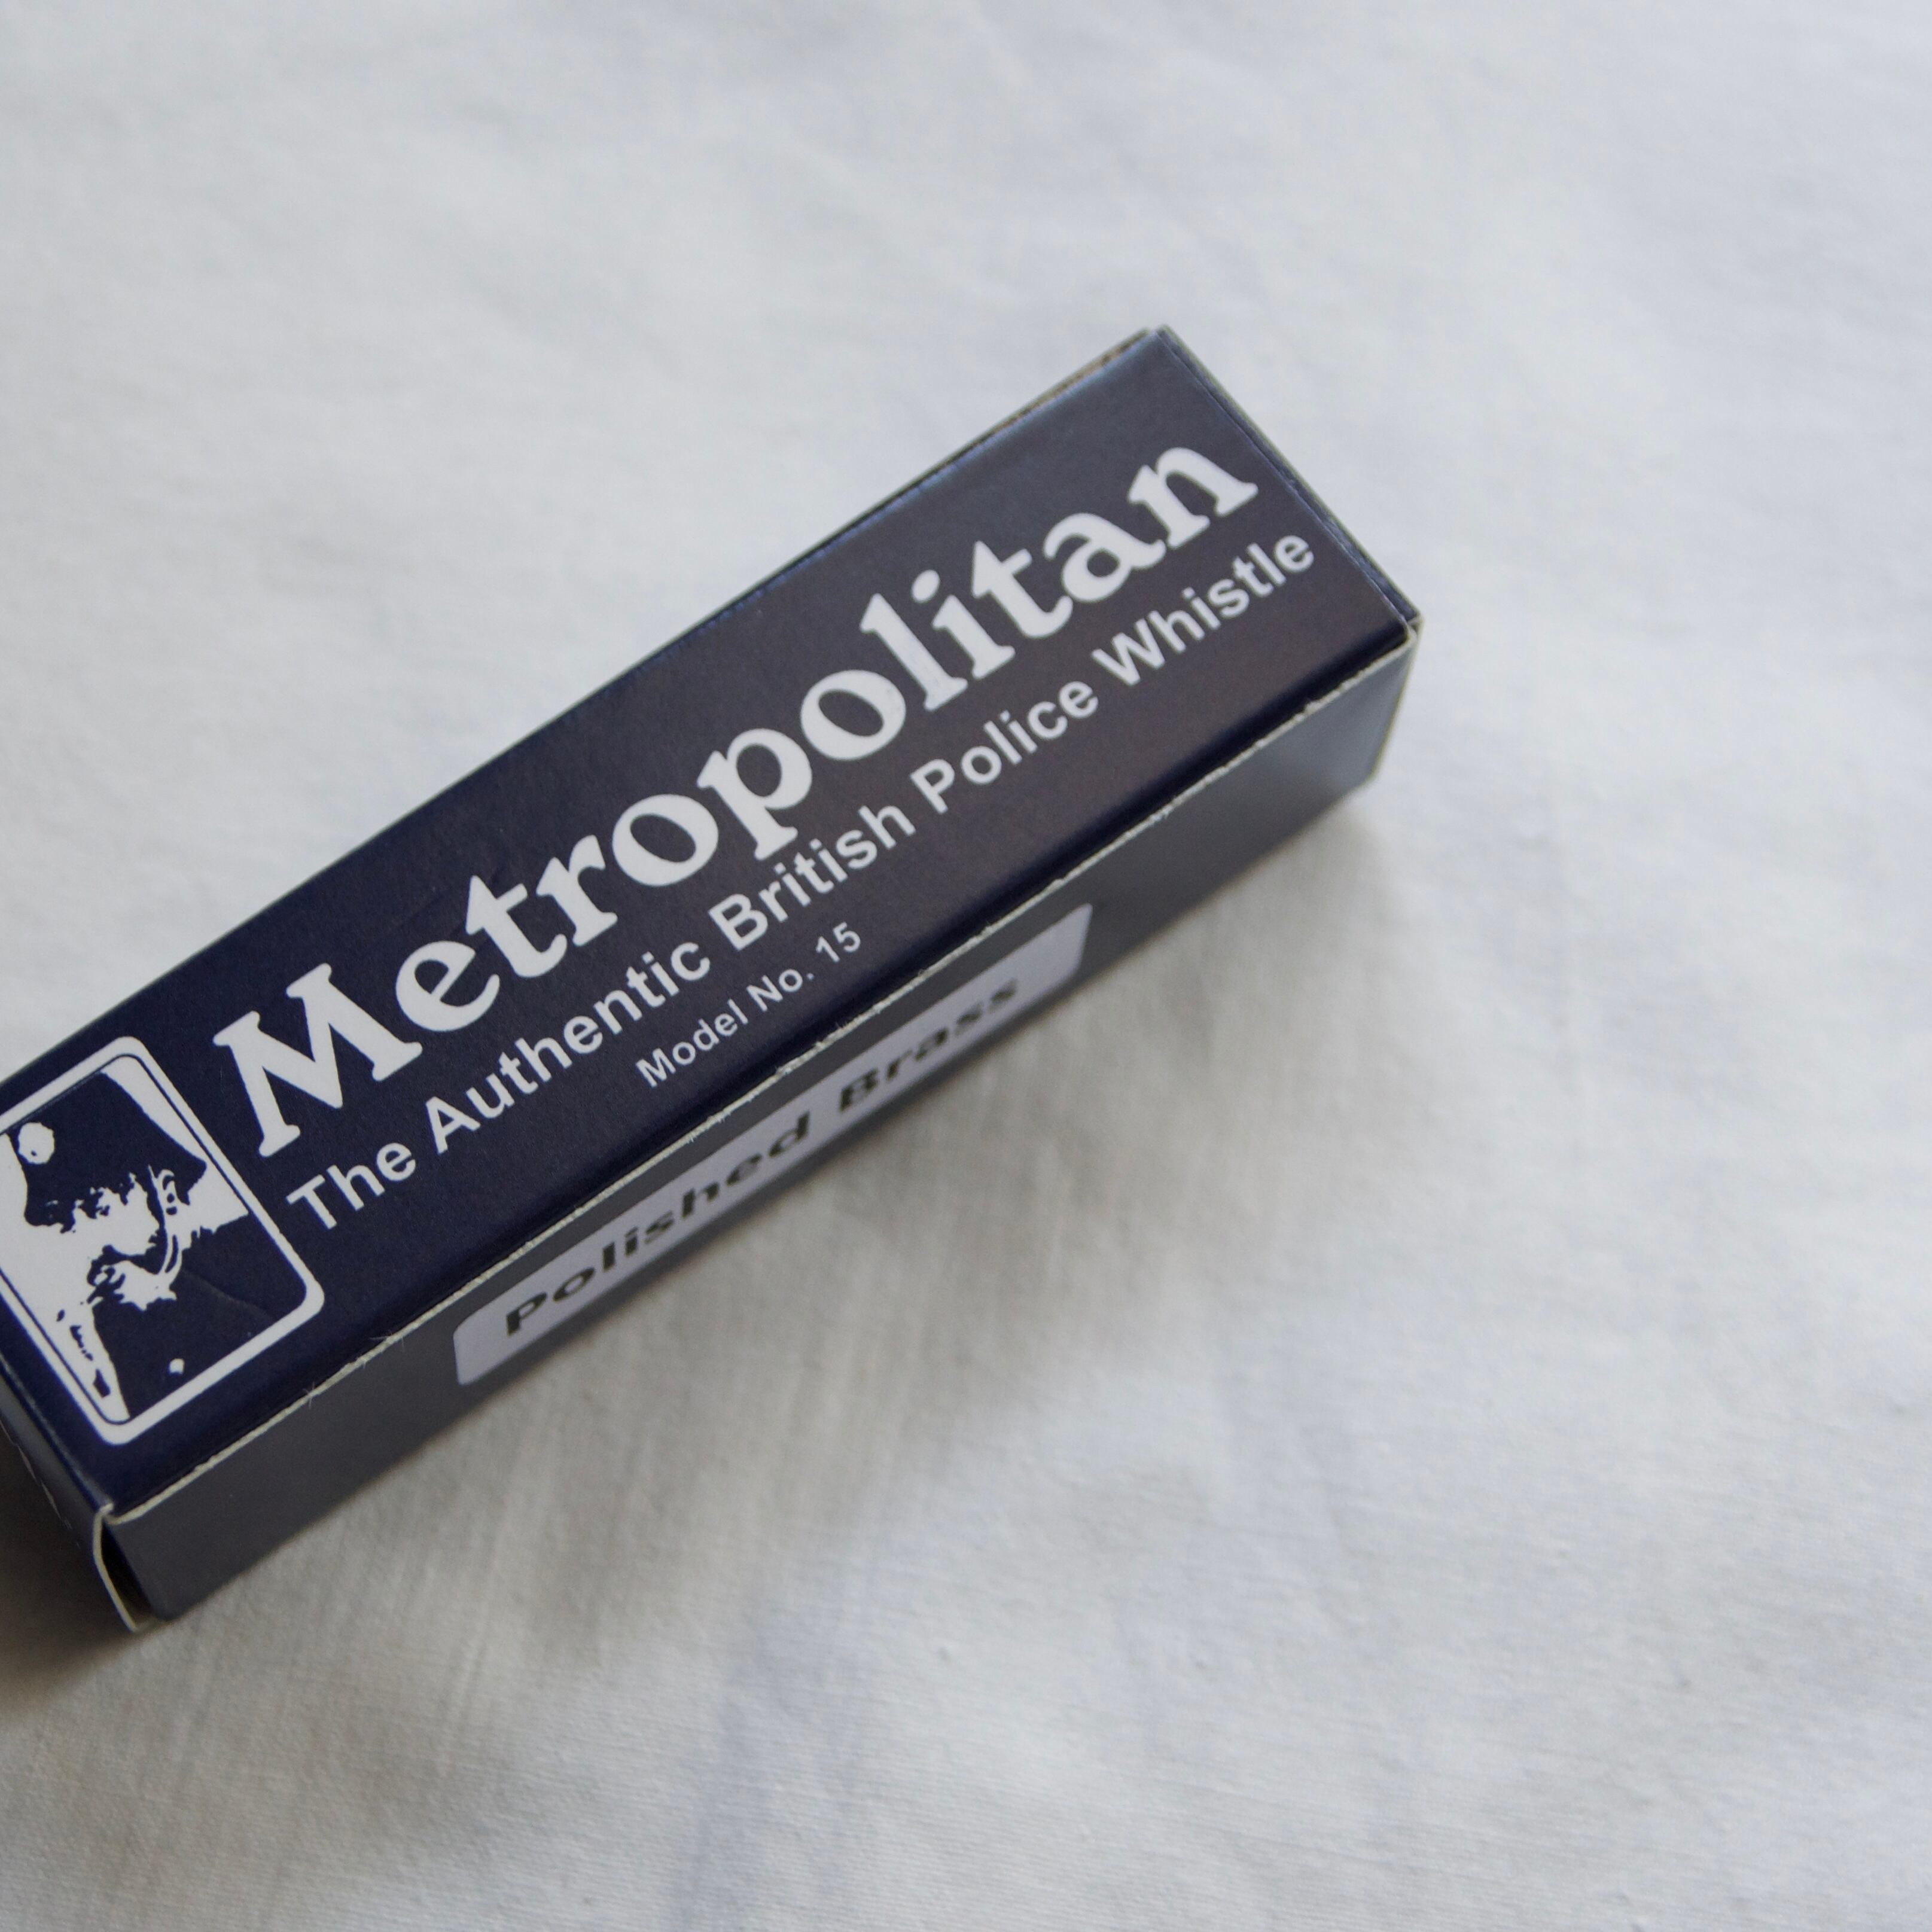 Metropolitan
The Authentic British Police Whistle
Model No. 15
Polished Brass